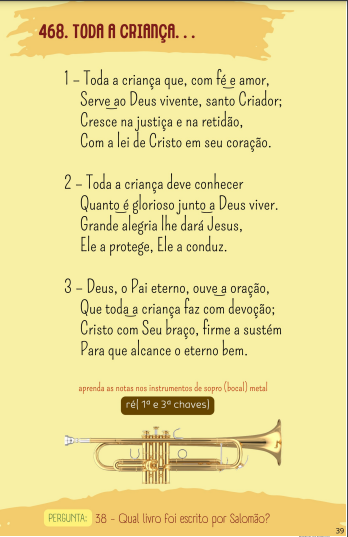 468. TODA A CRIANÇA...
1 – Toda a criança que, com fé e amor,
Serve ao Deus vivente, santo Criador;
Cresce na justiça e na retidão,
Com a lei de Cristo em seu coração.
2 – Toda a criança deve conhecer
Quanto é glorioso junto a Deus viver.
Grande alegria lhe dará Jesus,
Ele a protege, Ele a conduz.
3 – Deus, o Pai eterno, ouve a oração,
Que toda a criança faz com devoção;
Cristo com Seu braço, firme a sustém
Para que alcance o eterno bem.
aprenda as notas nos instrumentos de sopro (bocal) metal
ré( 1º e 3º choves)
PERGUNTA: 38 - Qual livro foi escrito por Salomão?
39